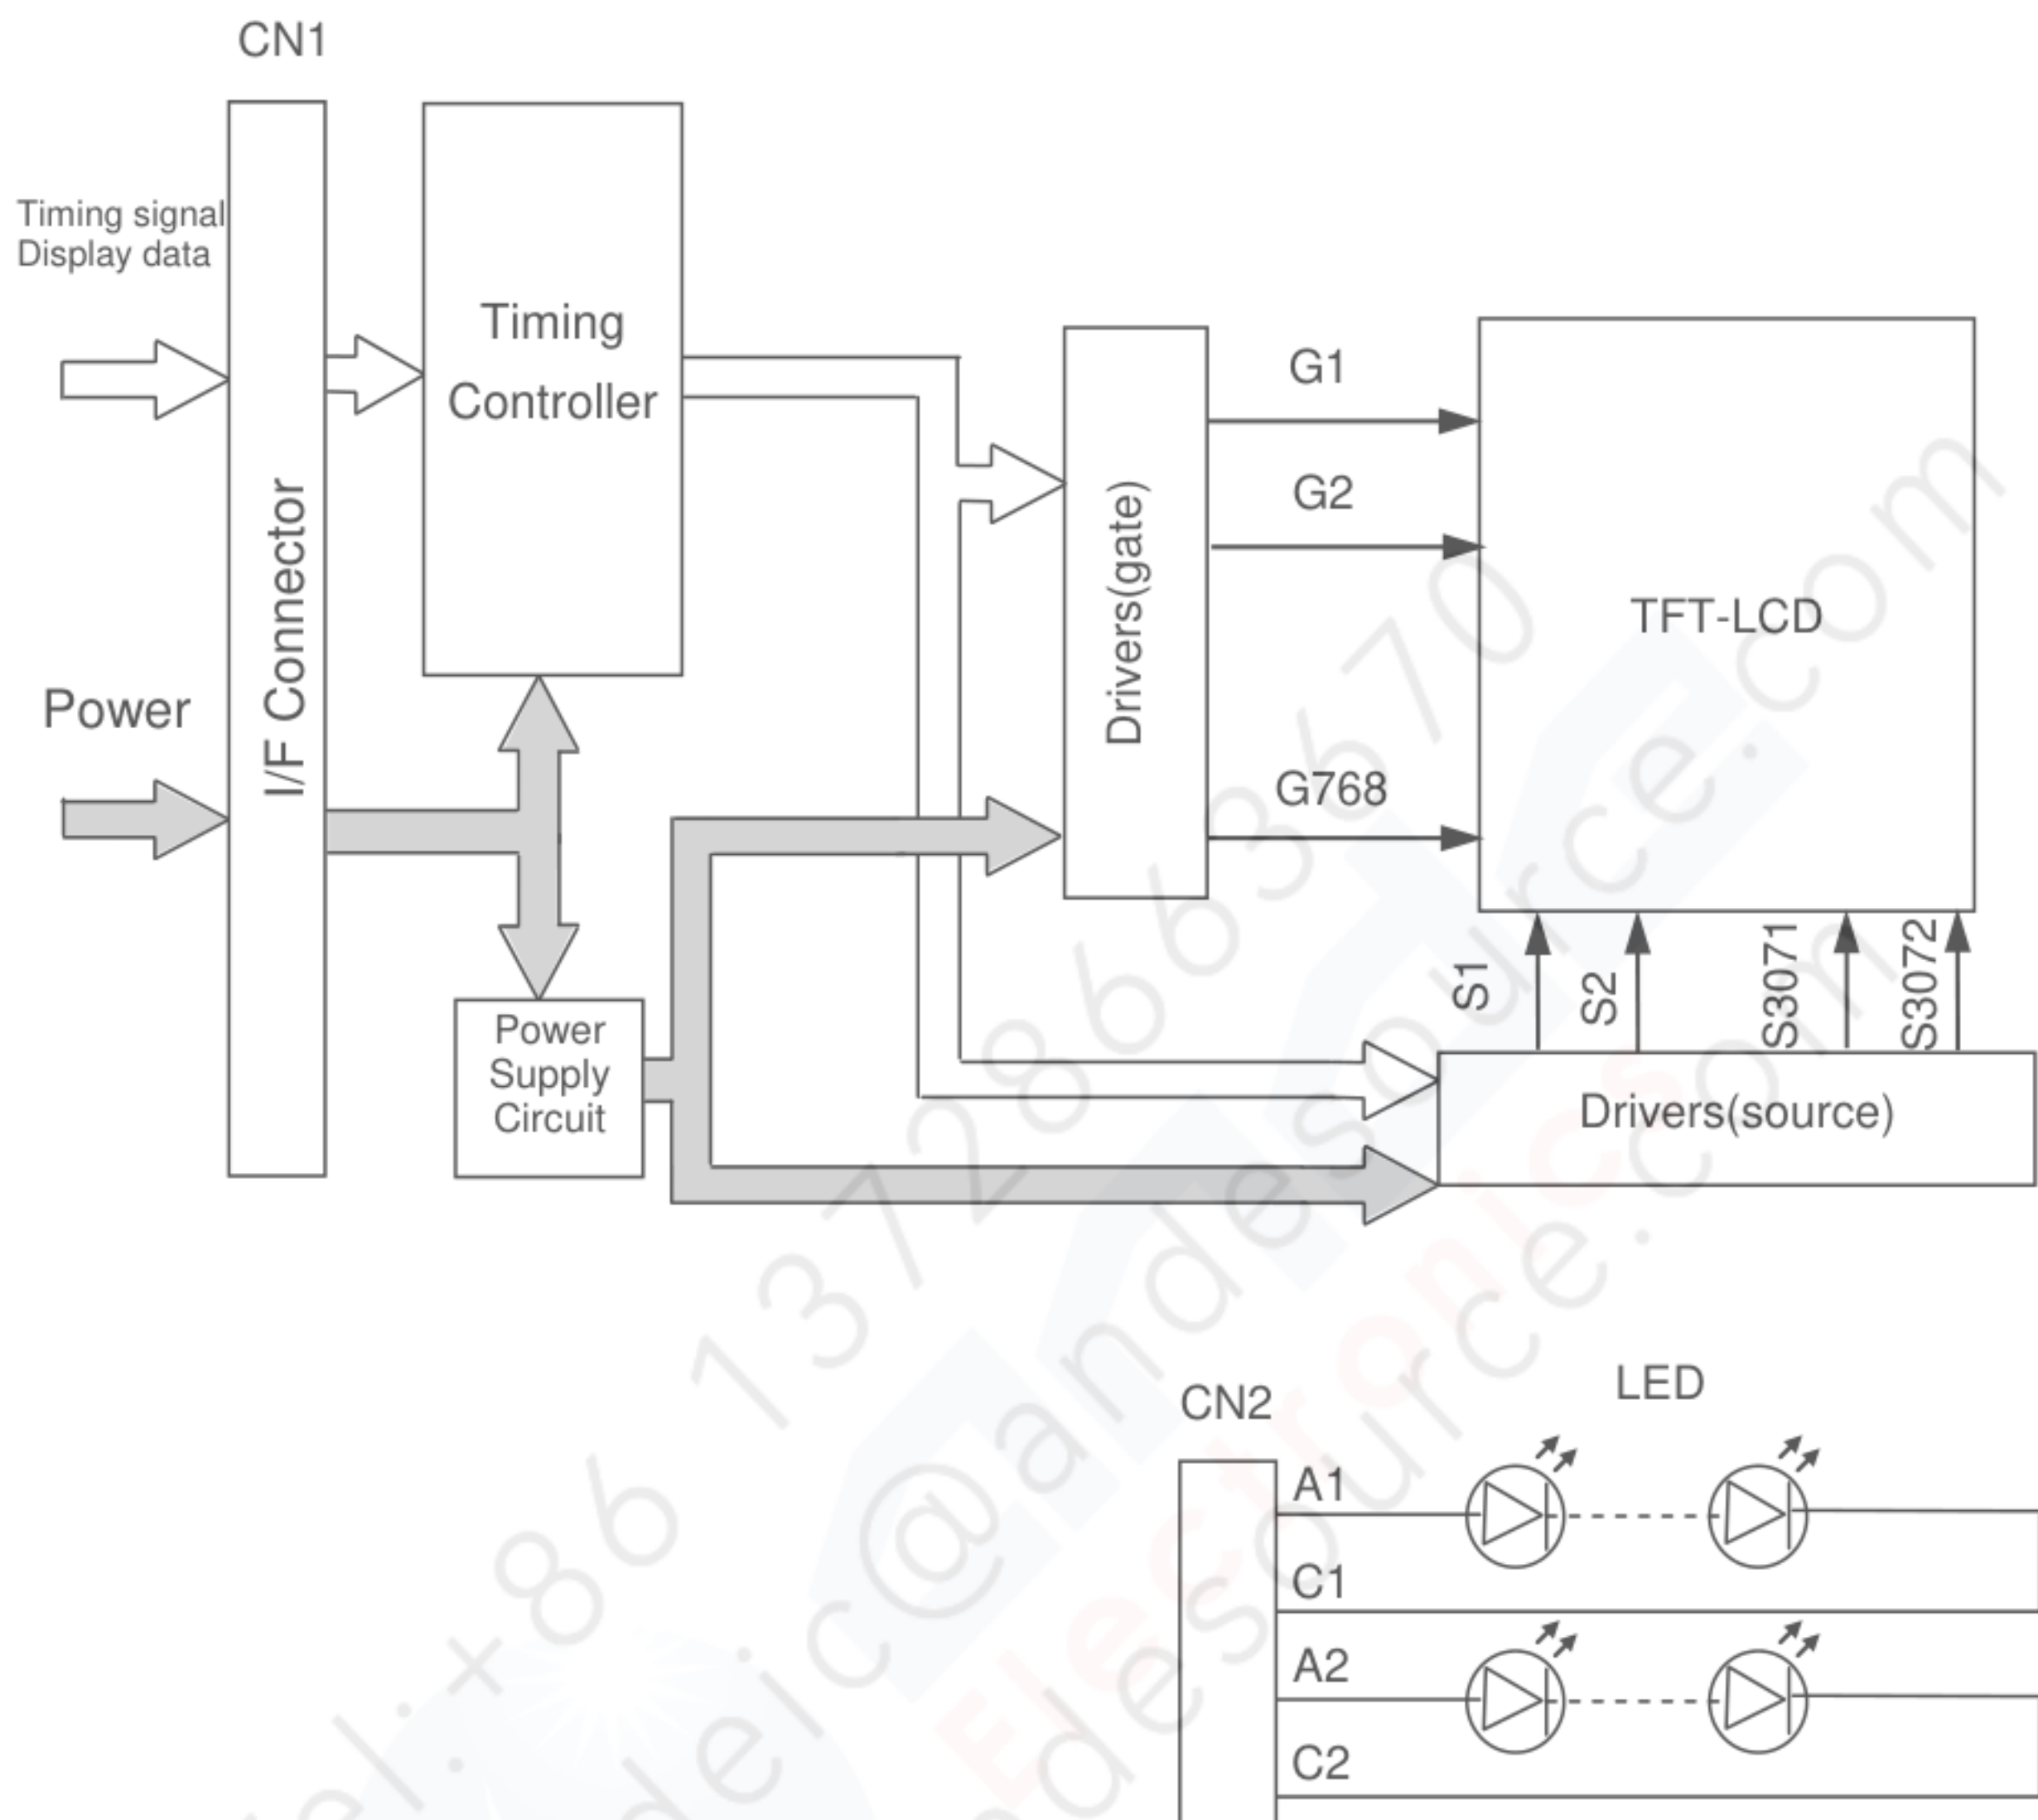 CN1
Timing signal
Display data
Timing
Controller
I/F Connector
Power
Power
Supply
Circuit
Drivers(gate)
G1
G2
G768
TFT-LCD
S1
S2
S3071
S3072
Drivers(source)
CN2
LED
A1
C1
A2
C2